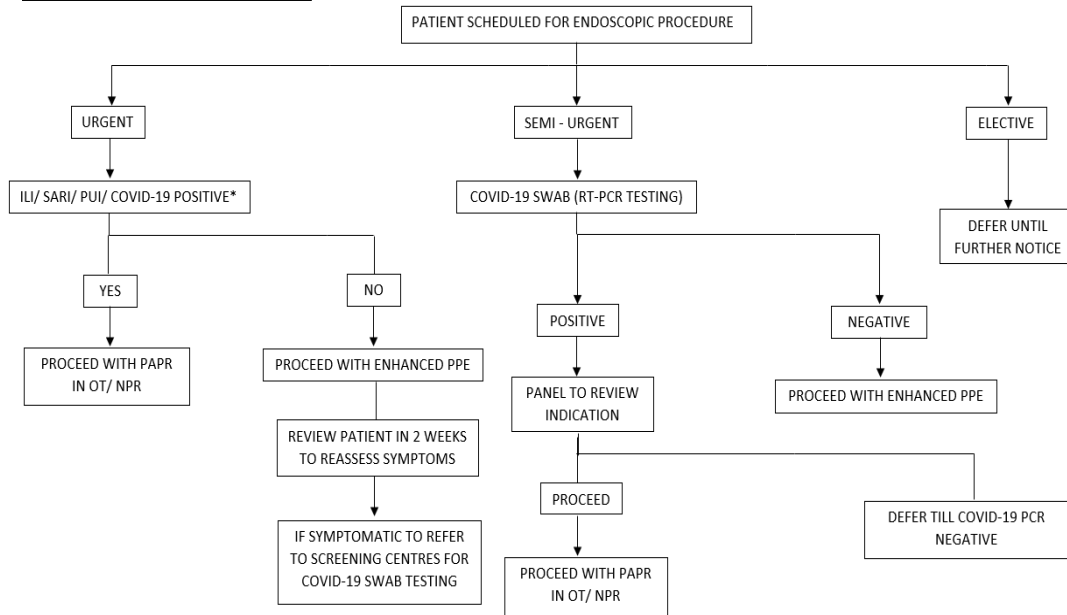 PATIENT SCHEDULED FOR ENDOSCOPIC PROCEDURE
URGENT
SEMI - URGENT
ELECTIVE
ILI/ SARI/ PUI/ COVID-19 POSITIVE*
COVID-19 SWAB (RT-PCR TESTING)
DEFER UNTIL
FURTHER NOTICE
YES
NO
POSITIVE
NEGATIVE
PROCEED WITH PAPR
IN OT/ NPR
PROCEED WITH ENHANCED PPE
PANEL TO REVIEW
INDICATION
PROCEED WITH ENHANCED PPE
REVIEW PATIENT IN 2 WEEKS
TO REASSESS SYMPTOMS
PROCEED
DEFER TILL COVID-19 PCR
NEGATIVE
IF SYMPTOMATIC TO REFER
TO SCREENING CENTRES FOR
COVID-19 SWAB TESTING
PROCEED WITH PAPR
IN OT/ NPR